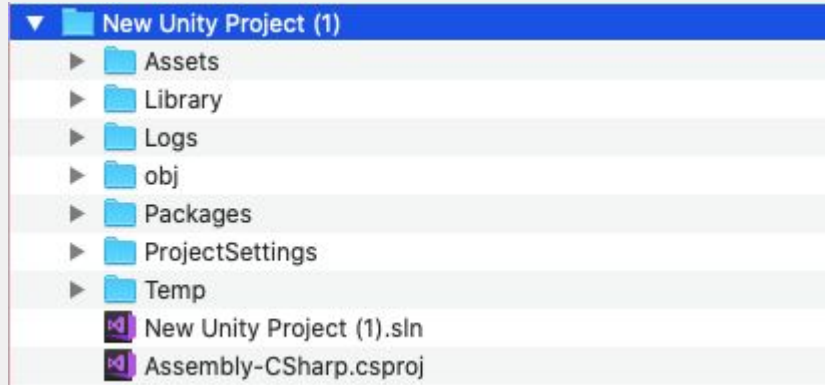 New Unity Project (1)
Assets
Library
Logs
obj
Packages
ProjectSettings
Temp
New Unity Project (1).sln
Assembly-CSharp.csproj